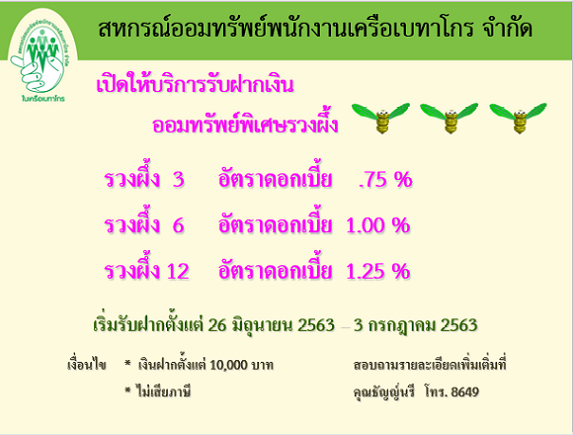 สหกรณ์ออมทรัพย์พนักงานเครือเบทาโกร จำกัด
ในเครือเบทาโกร
เปิดให้บริการรับฝากเงิน
ออมทรัพย์พิเศษรวงผึ้ง
รวงผึ้ง 3 อัตราดอกเบี้ย .75 %
รวงผึ้ง 6 อัตราดอกเบี้ย 1.00 %
รวงผึ้ง 12 อัตราดอกเบี้ย 1.25 %
เริ่มรับฝากตั้งแต่ 26 มิถุนายน 2563 – 3 กรกฎาคม 2563
เงื่อนไข * เงินฝากตั้งแต่ 10,000 บาท สอบถามรายละเอียดเพิ่มเติ่มที่
* ไม่เสียภาษี คุณธัญญ์นรี โทร. 8649